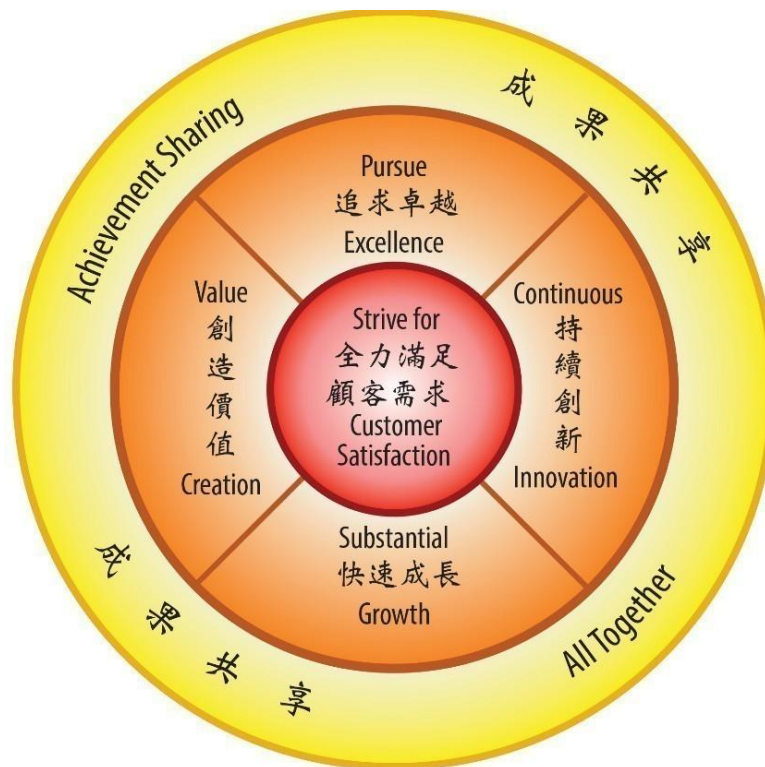 Achievement Sharing
成果共享
Pursue
追求卓越
Excellence
Value
創造價值
Creation
Strive for
全力滿足
顧客需求
Customer
Satisfaction
Continuous
持續創新
Innovation
Substantial
快速成長
Growth
成果共享
All Together